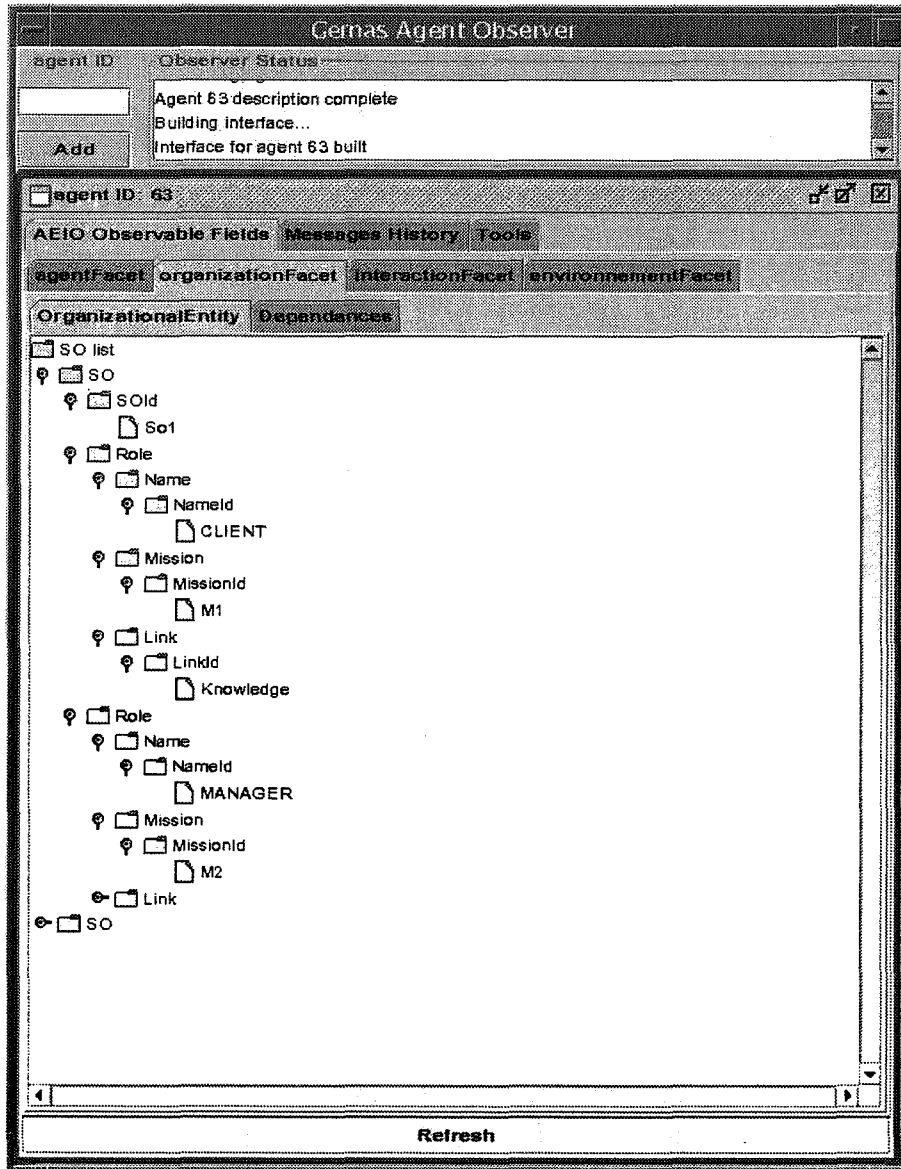 Gemas Agent Observer
agent ID
Observer Status
Agent 63 description complete
Building interface...
Interface for agent 63 built
Add
agent ID: 63
AEIO Observable Fields Messages History Tools
agentFacet organizationFacet interactionFacet environnementFacet
OrganizationalEntity Dependances
SO list
SO
SOId
So1
Role
Name
NameId
CLIENT
Mission
MissionId
M1
Link
LinkId
Knowledge
Role
Name
NameId
MANAGER
Mission
MissionId
M2
Link
SO
Refresh